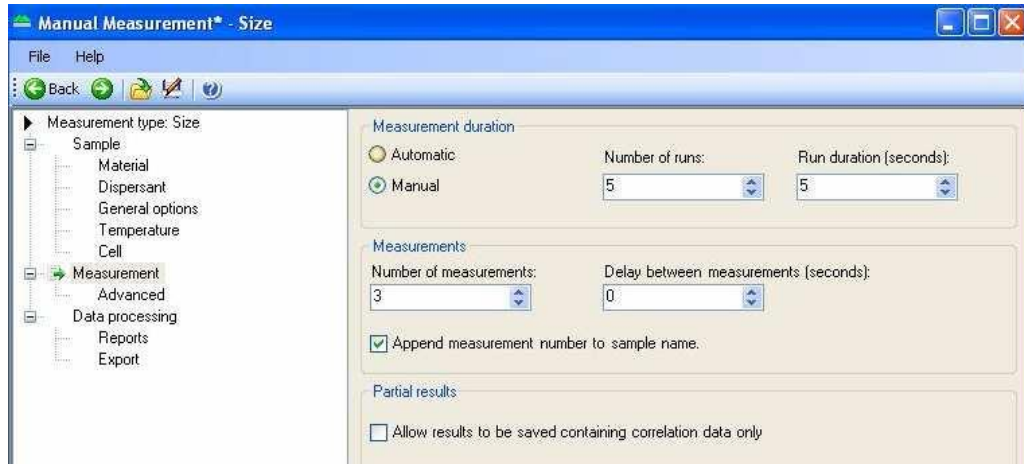 Manual Measurement* - Size
File Help
Back
Measurement type: Size
Sample
Material
Dispersant
General options
Temperature
Cell
Measurement
Advanced
Data processing
Reports
Export
Measurement duration
Automatic
Manual
Number of runs:
5
Run duration (seconds):
5
Measurements
Number of measurements:
3
Delay between measurements (seconds):
0
Append measurement number to sample name.
Partial results
Allow results to be saved containing correlation data only